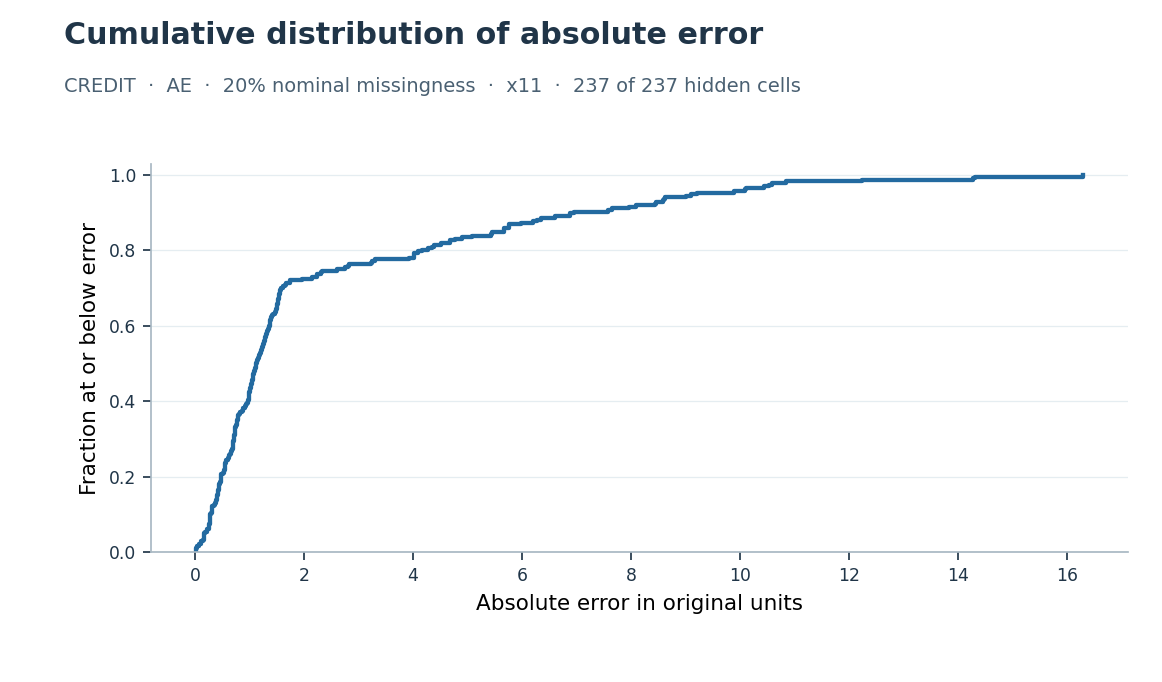 Cumulative distribution of absolute error
CREDIT · AE · 20% nominal missingness · x11 · 237 of 237 hidden cells
1.0
0.8
0.6
0.4
0.2
0.0
Fraction at or below error
0 2 4 6 8 10 12 14 16
Absolute error in original units